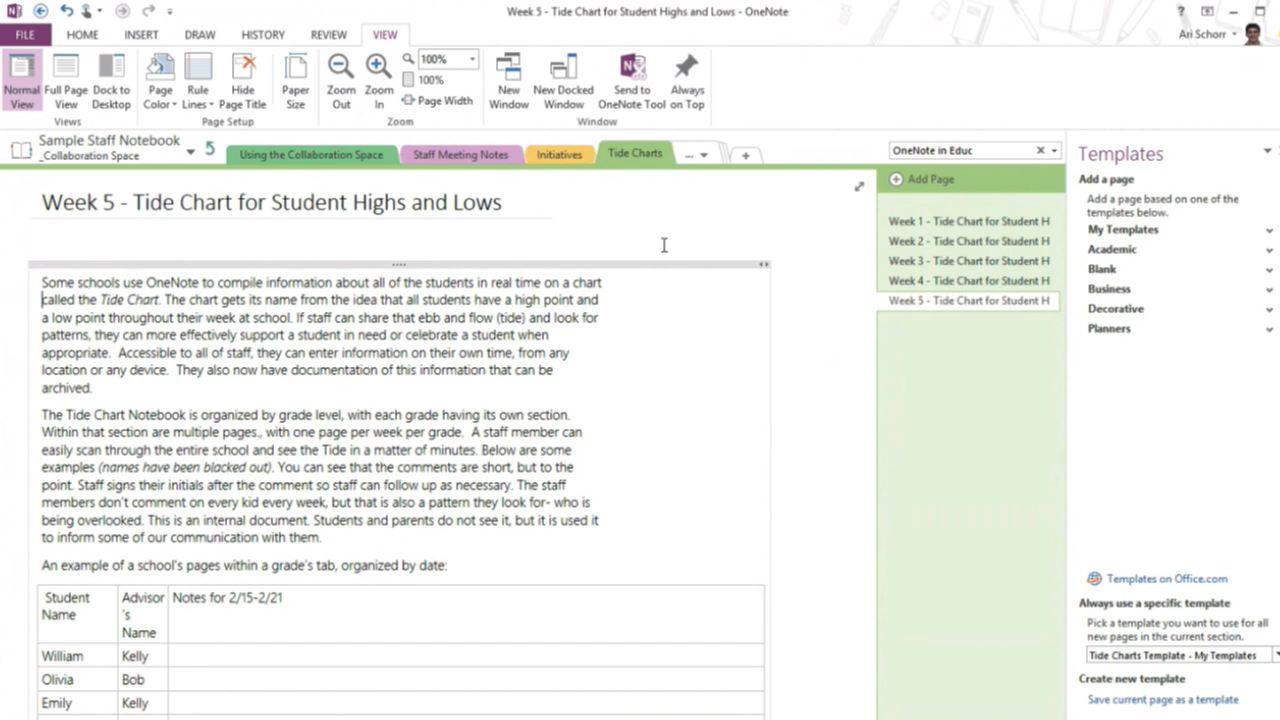 Week 5 - Tide Chart for Student Highs and Lows - OneNote
?
FILE HOME INSERT DRAW HISTORY REVIEW VIEW
Ari Schorr
Normal View
Full Page View
Dock to Desktop
Views
Page Color
Rule Lines
Hide Page Title
Page Setup
Paper Size
Zoom Out
Zoom In
100%
100%
Page Width
Zoom
New Window
New Docked Window
Send to OneNote Tool
Always on Top
Window
Sample Staff Notebook
_Collaboration Space
5
Using the Collaboration Space
Staff Meeting Notes
Initiatives
Tide Charts
...
+
OneNote in Educ
Week 5 - Tide Chart for Student Highs and Lows
Some schools use OneNote to compile information about all of the students in real time on a chart
called the Tide Chart. The chart gets its name from the idea that all students have a high point and
a low point throughout their week at school. If staff can share that ebb and flow (tide) and look for
patterns, they can more effectively support a student in need or celebrate a student when
appropriate. Accessible to all of staff, they can enter information on their own time, from any
location or any device. They also now have documentation of this information that can be
archived.
The Tide Chart Notebook is organized by grade level, with each grade having its own section.
Within that section are multiple pages., with one page per week per grade. A staff member can
easily scan through the entire school and see the Tide in a matter of minutes. Below are some
examples (names have been blacked out). You can see that the comments are short, but to the
point. Staff signs their initials after the comment so staff can follow up as necessary. The staff
members don't comment on every kid every week, but that is also a pattern they look for- who is
being overlooked. This is an internal document. Students and parents do not see it, but it is used it
to inform some of our communication with them.
An example of a school's pages within a grade's tab, organized by date:
Student Name
Advisor's Name
Notes for 2/15-2/21
William Kelly
Olivia Bob
Emily Kelly
Add Page
Week 1 - Tide Chart for Student H
Week 2 - Tide Chart for Student H
Week 3 - Tide Chart for Student H
Week 4 - Tide Chart for Student H
Week 5 - Tide Chart for Student H
Templates
Add a page
Add a page based on one of the
templates below.
My Templates
Academic
Blank
Business
Decorative
Planners
Templates on Office.com
Always use a specific template
Pick a template you want to use for all
new pages in the current section.
Tide Charts Template - My Templates
Create new template
Save current page as a template